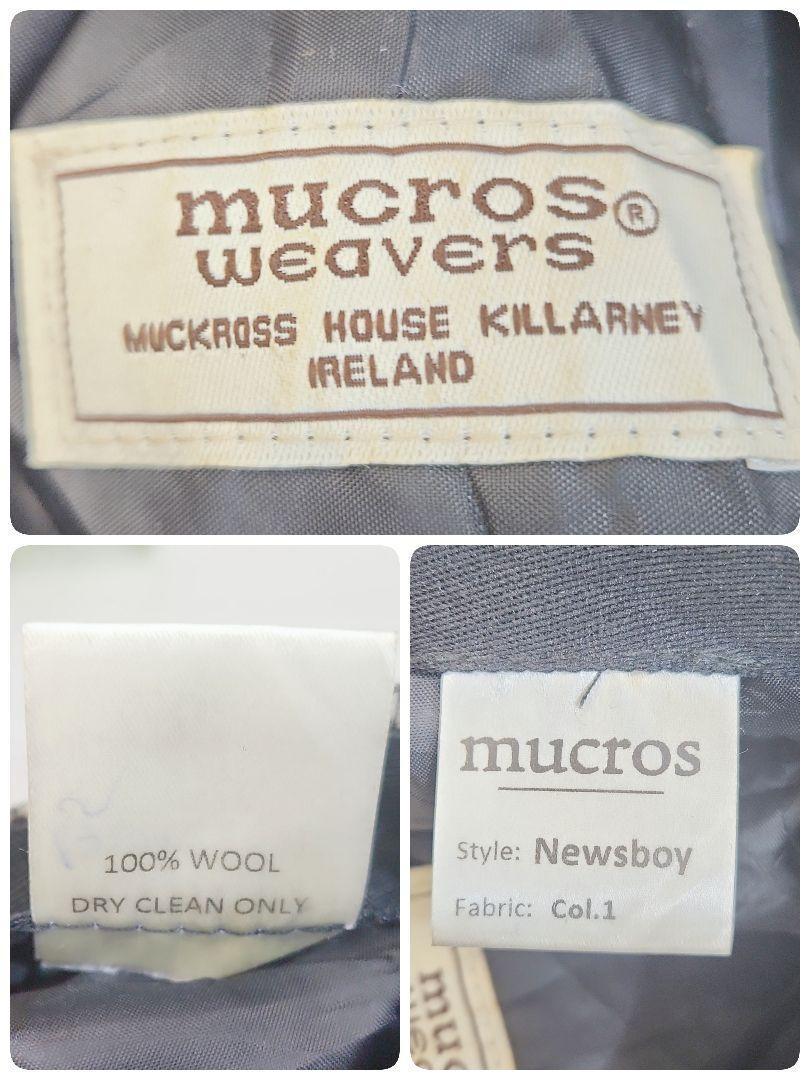 mucros®
weavers
MUCKROSS HOUSE KILLARNEY
IRELAND
100% WOOL
DRY CLEAN ONLY
mucros
Style: Newsboy
Fabric: Col.1